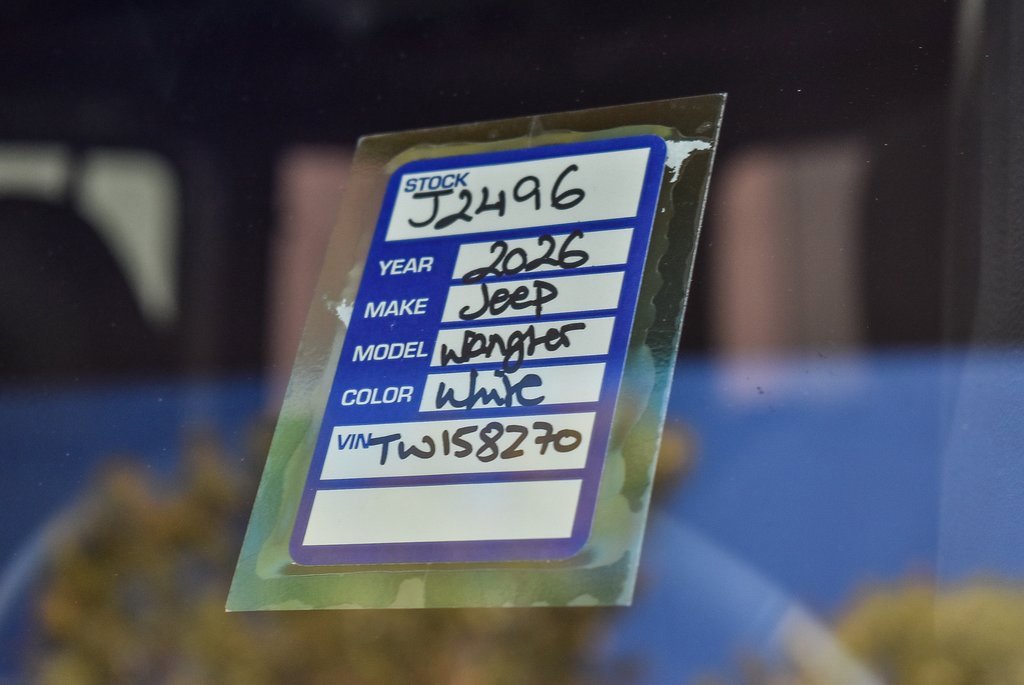 STOCK
J2496
YEAR 2026
MAKE Jeep
MODEL Wrangler
COLOR White
VIN TW158270